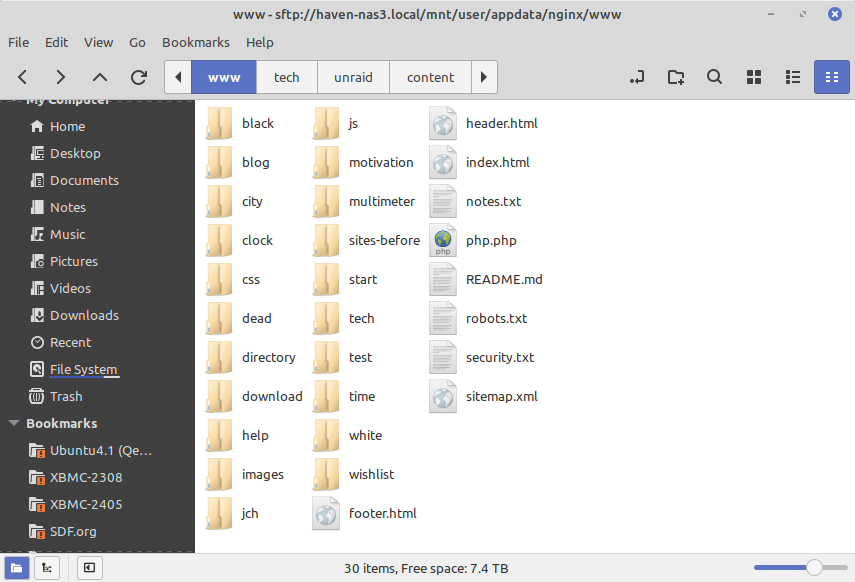 www - sftp://haven-nas3.local/mnt/user/appdata/nginx/www
File Edit View Go Bookmarks Help
www tech unraid content
My Computer
Home
Desktop
Documents
Notes
Music
Pictures
Videos
Downloads
Recent
File System
Trash
Bookmarks
Ubuntu4.1 (Qe...
XBMC-2308
XBMC-2405
SDF.org
black
blog
city
clock
css
dead
directory
download
help
images
jch
js
motivation
multimeter
sites-before
start
tech
test
time
white
wishlist
footer.html
header.html
index.html
notes.txt
php
php.php
README.md
robots.txt
security.txt
sitemap.xml
30 items, Free space: 7.4 TB